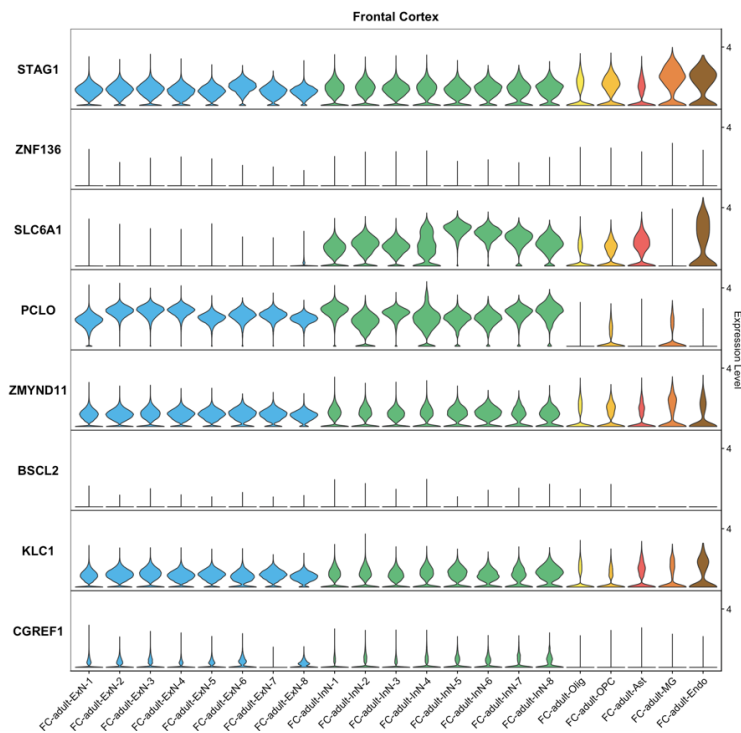 Frontal Cortex
STAG1
4
ZNF136
4
SLC6A1
4
PCLO
4
Expression Level
ZMYND11
4
BSCL2
4
KLC1
4
CGREF1
4
FC-adult-ExN-1
FC-adult-ExN-2
FC-adult-ExN-3
FC-adult-ExN-4
FC-adult-ExN-5
FC-adult-ExN-6
FC-adult-ExN-7
FC-adult-ExN-8
FC-adult-InN-1
FC-adult-InN-2
FC-adult-InN-3
FC-adult-InN-4
FC-adult-InN-5
FC-adult-InN-6
FC-adult-InN-7
FC-adult-InN-8
FC-adult-Olig
FC-adult-OPC
FC-adult-Ast
FC-adult-MG
FC-adult-Endo